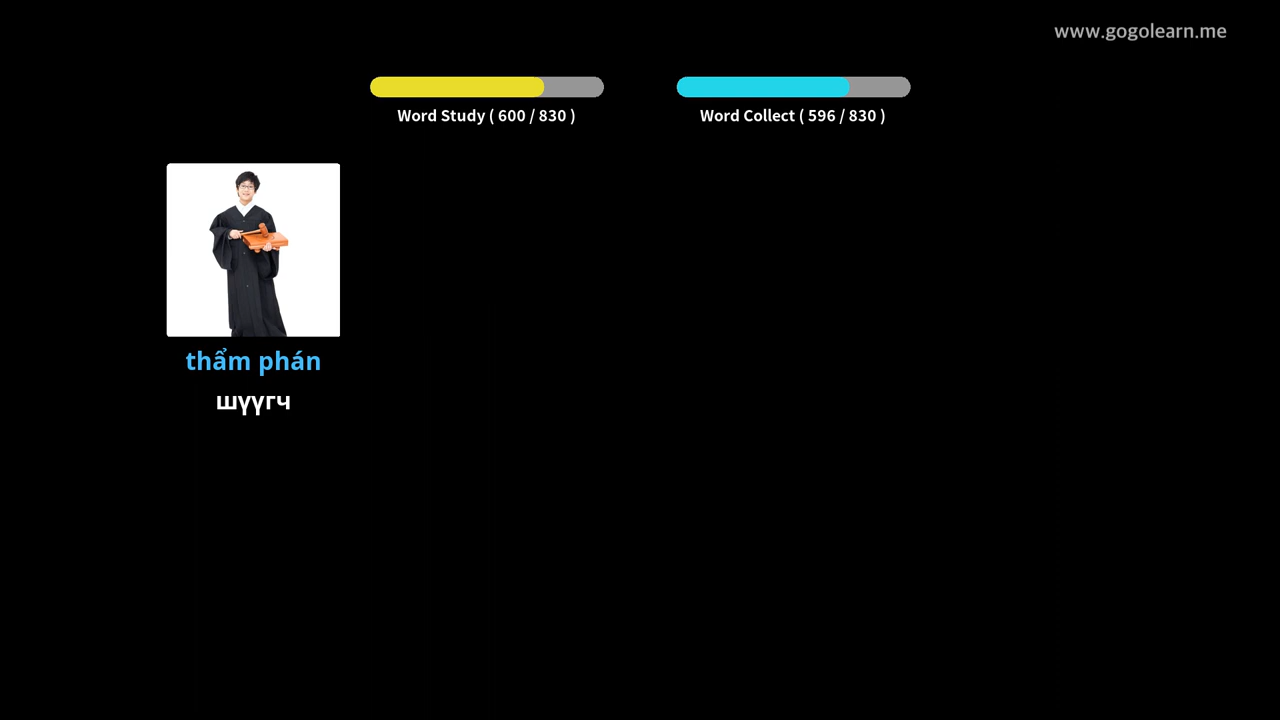 www.gogolearn.me
Word Study ( 600 / 830 )
Word Collect ( 596 / 830 )
thẩm phán
шүүгч